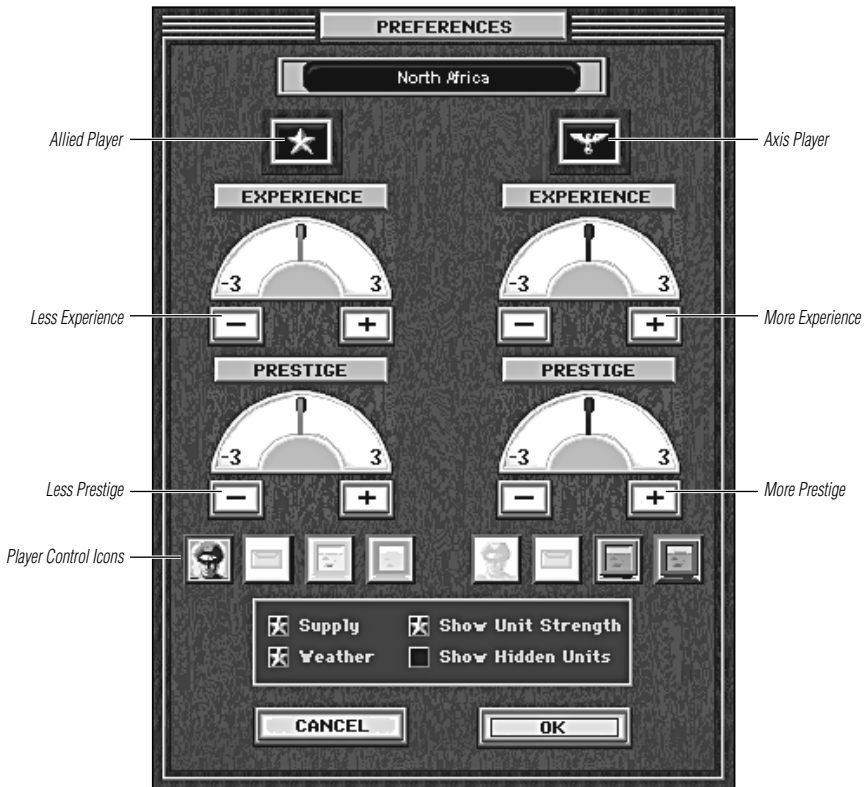 PREFERENCES
North Africa
Allied Player
Axis Player
EXPERIENCE
EXPERIENCE
-3
3
-3
3
Less Experience
–
+
–
+
More Experience
PRESTIGE
PRESTIGE
-3
3
-3
3
Less Prestige
–
+
–
+
More Prestige
Player Control Icons
Supply
Show Unit Strength
Weather
Show Hidden Units
CANCEL
OK